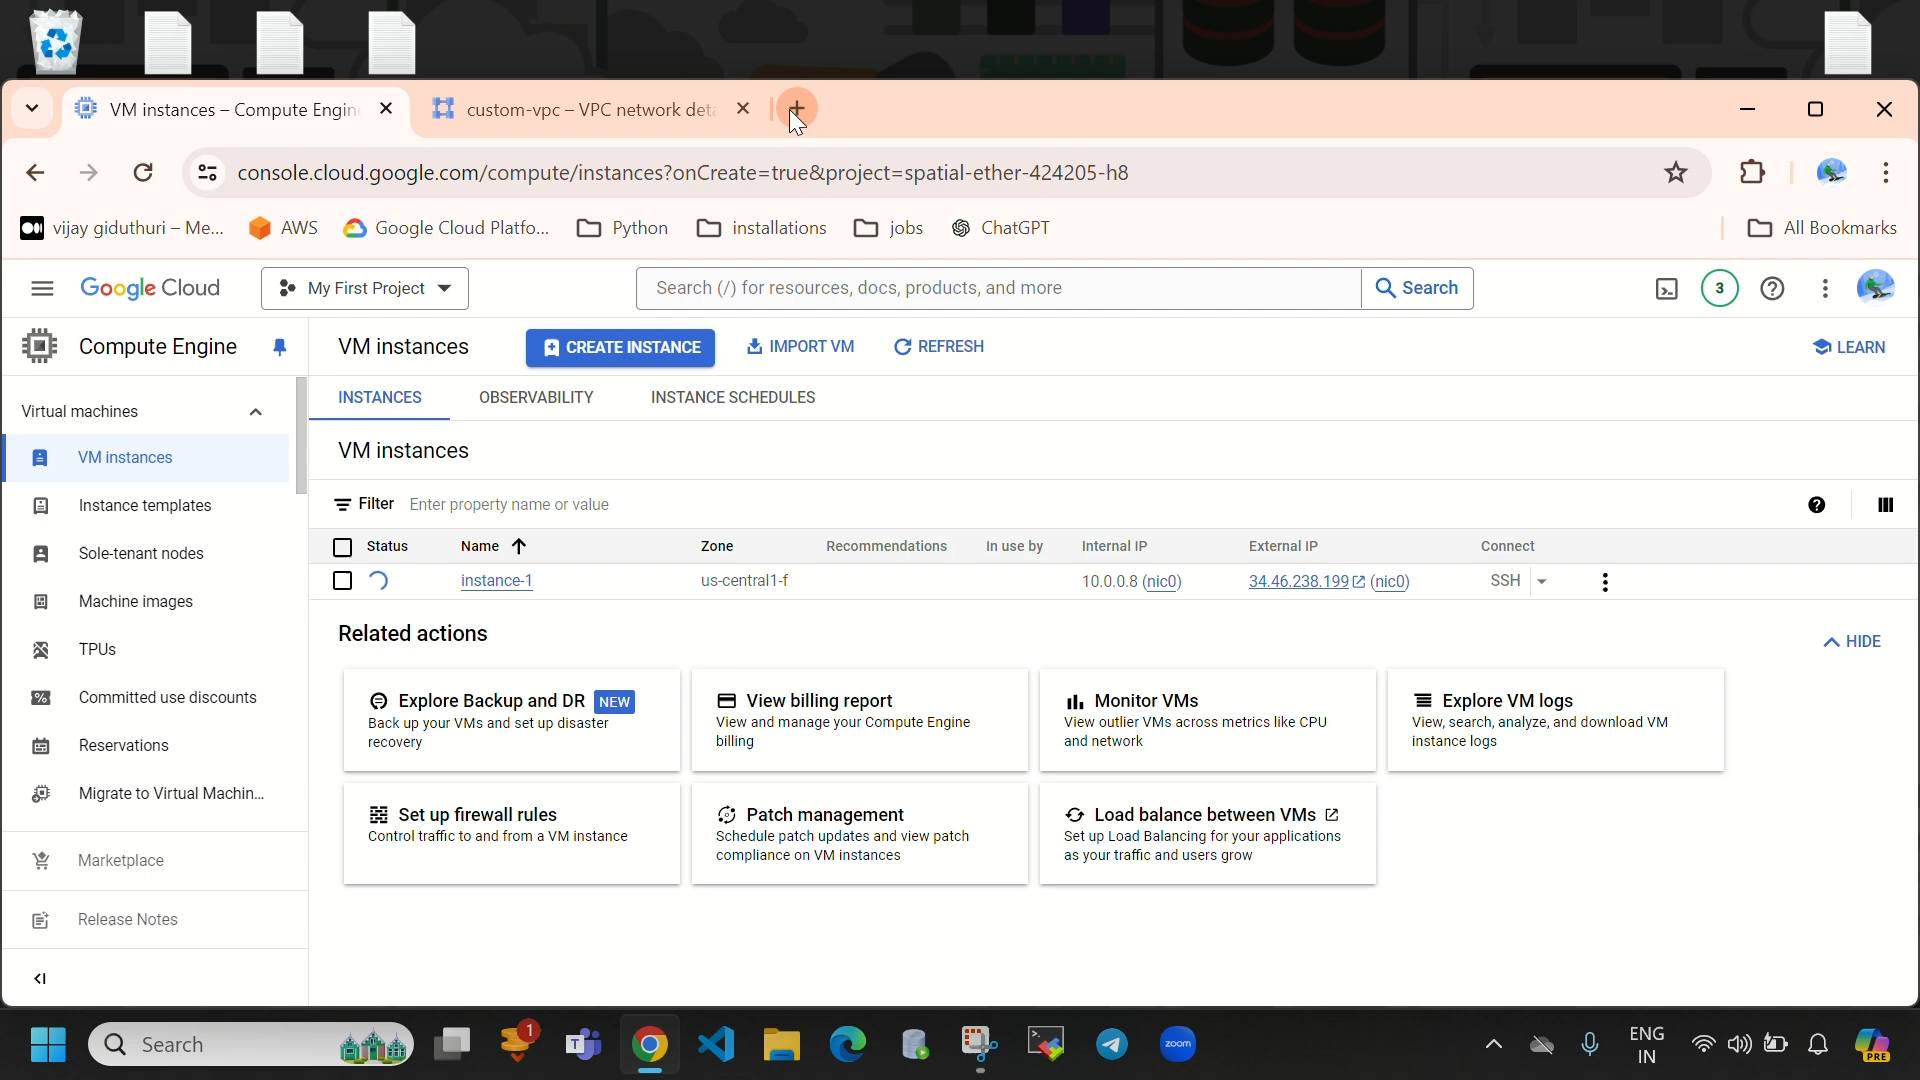 VM instances – Compute Engin
custom-vpc – VPC network deta
console.cloud.google.com/compute/instances?onCreate=true&project=spatial-ether-424205-h8
vijay giduthuri – Me...
AWS
Google Cloud Platfo...
Python
installations
jobs
ChatGPT
All Bookmarks
Google Cloud
My First Project
Search (/) for resources, docs, products, and more
Search
3
Compute Engine
VM instances
CREATE INSTANCE
IMPORT VM
REFRESH
LEARN
Virtual machines
VM instances
Instance templates
Sole-tenant nodes
Machine images
TPUs
Committed use discounts
Reservations
Migrate to Virtual Machin...
Marketplace
Release Notes
INSTANCES
OBSERVABILITY
INSTANCE SCHEDULES
VM instances
Filter Enter property name or value
Status Name Zone Recommendations In use by Internal IP External IP Connect
instance-1 us-central1-f 10.0.0.8 (nic0) 34.46.238.199 (nic0) SSH
Related actions
HIDE
Explore Backup and DR NEW
Back up your VMs and set up disaster
recovery
View billing report
View and manage your Compute Engine
billing
Monitor VMs
View outlier VMs across metrics like CPU
and network
Explore VM logs
View, search, analyze, and download VM
instance logs
Set up firewall rules
Control traffic to and from a VM instance
Patch management
Schedule patch updates and view patch
compliance on VM instances
Load balance between VMs
Set up Load Balancing for your applications
as your traffic and users grow
Search
1
zoom
ENG
IN
PRE